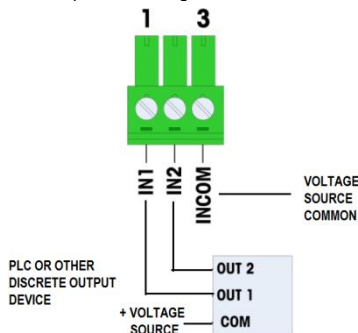 1 3
IN1
IN2
INCOM
VOLTAGE
SOURCE
COMMON
PLC OR OTHER
DISCRETE OUTPUT
DEVICE
OUT 2
OUT 1
COM
+ VOLTAGE
SOURCE